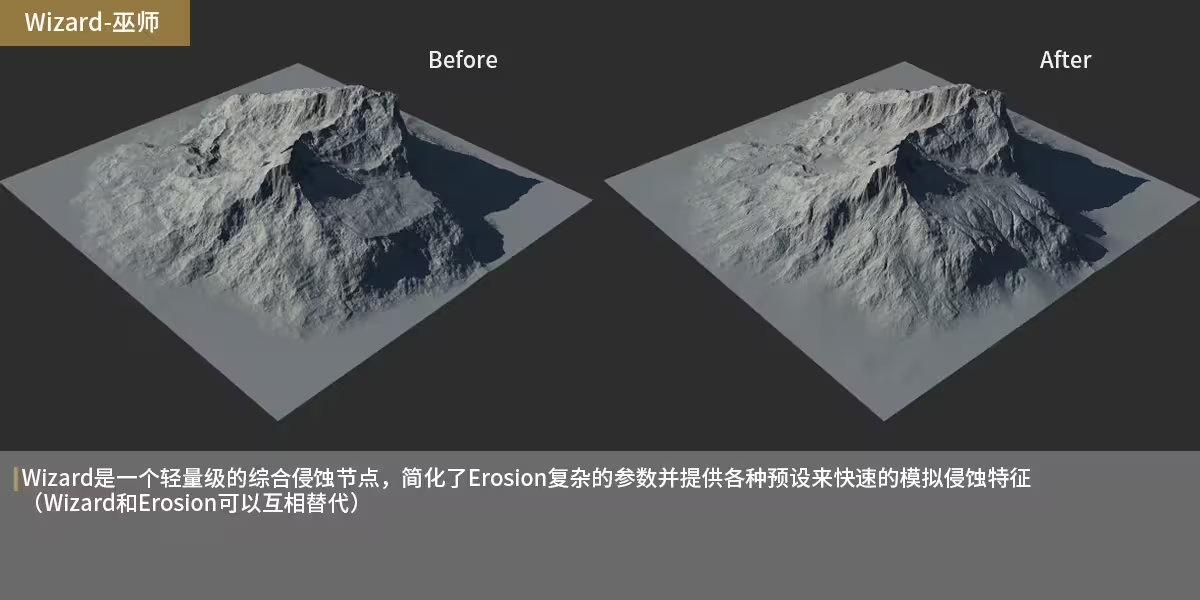 Wizard-巫师
Before
After
Wizard是一个轻量级的综合侵蚀节点，简化了Erosion复杂的参数并提供各种预设来快速的模拟侵蚀特征
（Wizard和Erosion可以互相替代）